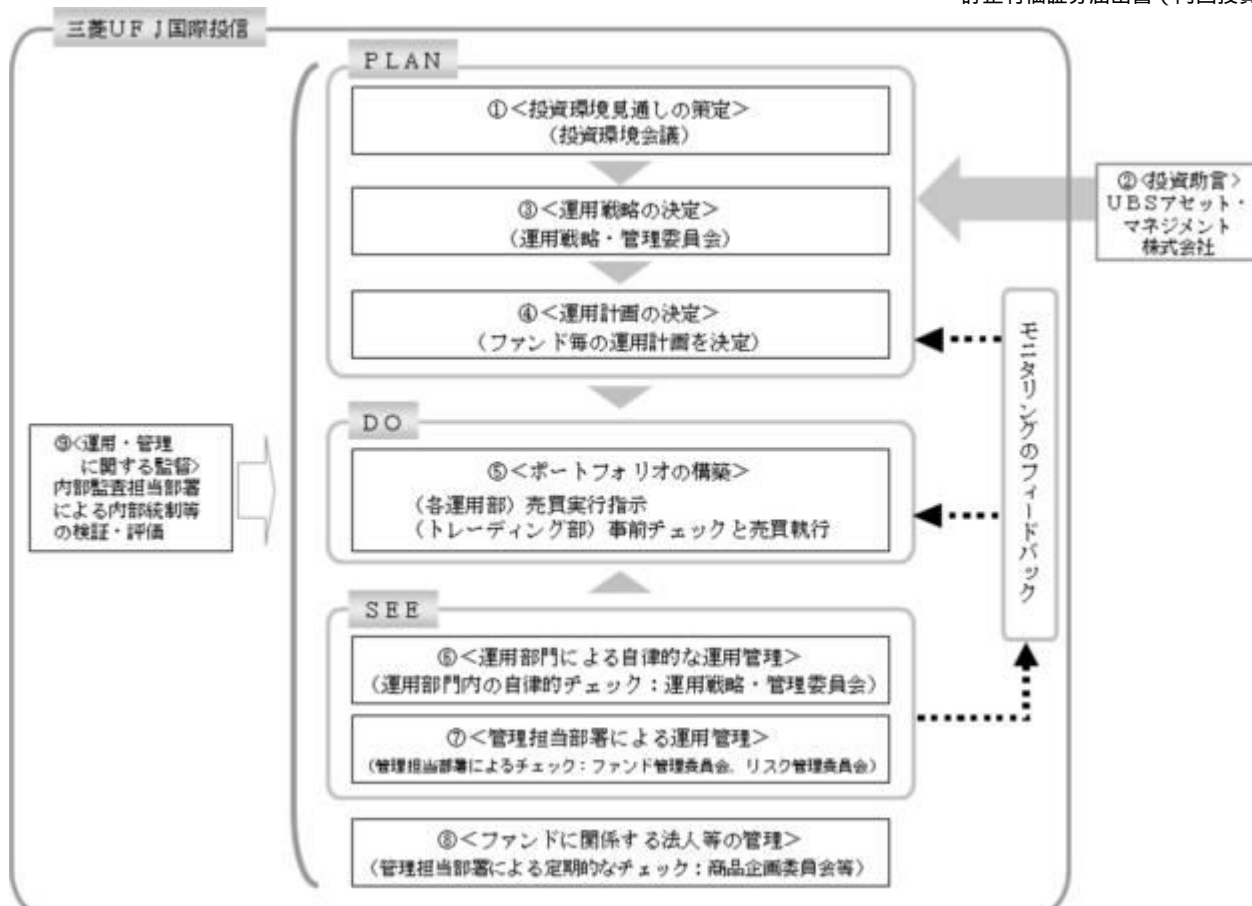 三菱UFJ国際投信
PLAN
①<投資環境見通しの策定>
(投資環境会議)
②<投資助言>
UBSアセット・
マネジメント
株式会社
③<運用戦略の決定>
(運用戦略・管理委員会)
④<運用計画の決定>
(ファンド毎の運用計画を決定)
モニタリングのフィードバック
DO
⑤<ポートフォリオの構築>
(各運用部)売買実行指示
(トレーディング部)事前チェックと売買執行
⑨<運用・管理
に関する監督>
内部監査担当部署
による内部統制等
の検証・評価
SEE
⑥<運用部門による自律的な運用管理>
(運用部門内の自律的チェック:運用戦略・管理委員会)
⑦<管理担当部署による運用管理>
(管理担当部署によるチェック:ファンド管理委員会、リスク管理委員会)
⑧<ファンドに関係する法人等の管理>
(管理担当部署による定期的なチェック:商品企画委員会等)